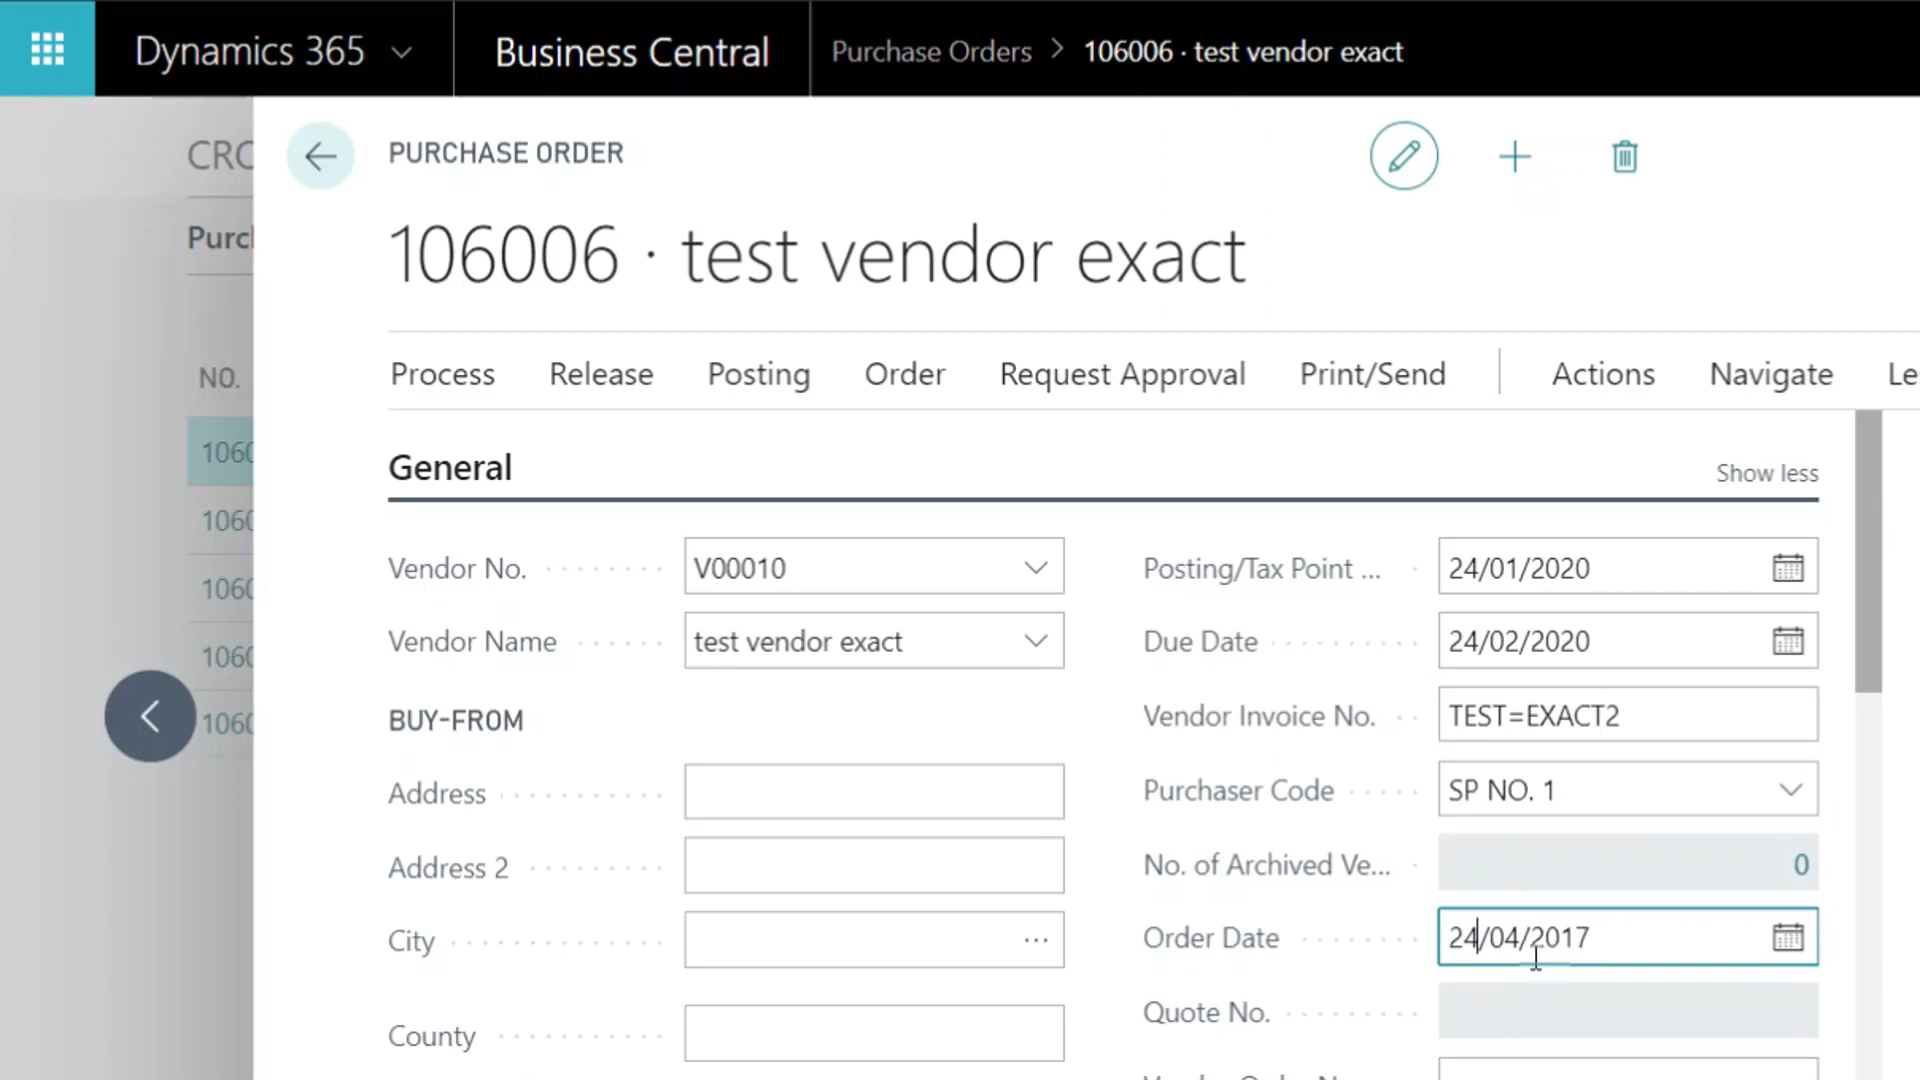 Dynamics 365
Business Central
Purchase Orders > 106006 · test vendor exact
PURCHASE ORDER
106006 · test vendor exact
Process Release Posting Order Request Approval Print/Send Actions Navigate
General
Show less
Vendor No. V00010
Vendor Name test vendor exact
BUY-FROM
Address
Address 2
City ...
County
Posting/Tax Point ... 24/01/2020
Due Date 24/02/2020
Vendor Invoice No. TEST=EXACT2
Purchaser Code SP NO. 1
No. of Archived Ve... 0
Order Date 24/04/2017
Quote No.
NO.